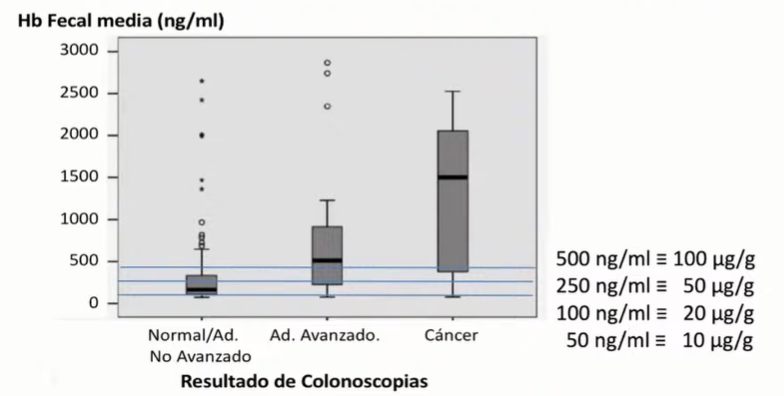 Hb Fecal media (ng/ml)
3000
2500
2000
1500
1000
500
0
Normal/Ad.
No Avanzado
Ad. Avanzado.
Cáncer
Resultado de Colonoscopias
500 ng/ml ≡ 100 µg/g
250 ng/ml ≡ 50 µg/g
100 ng/ml ≡ 20 µg/g
50 ng/ml ≡ 10 µg/g